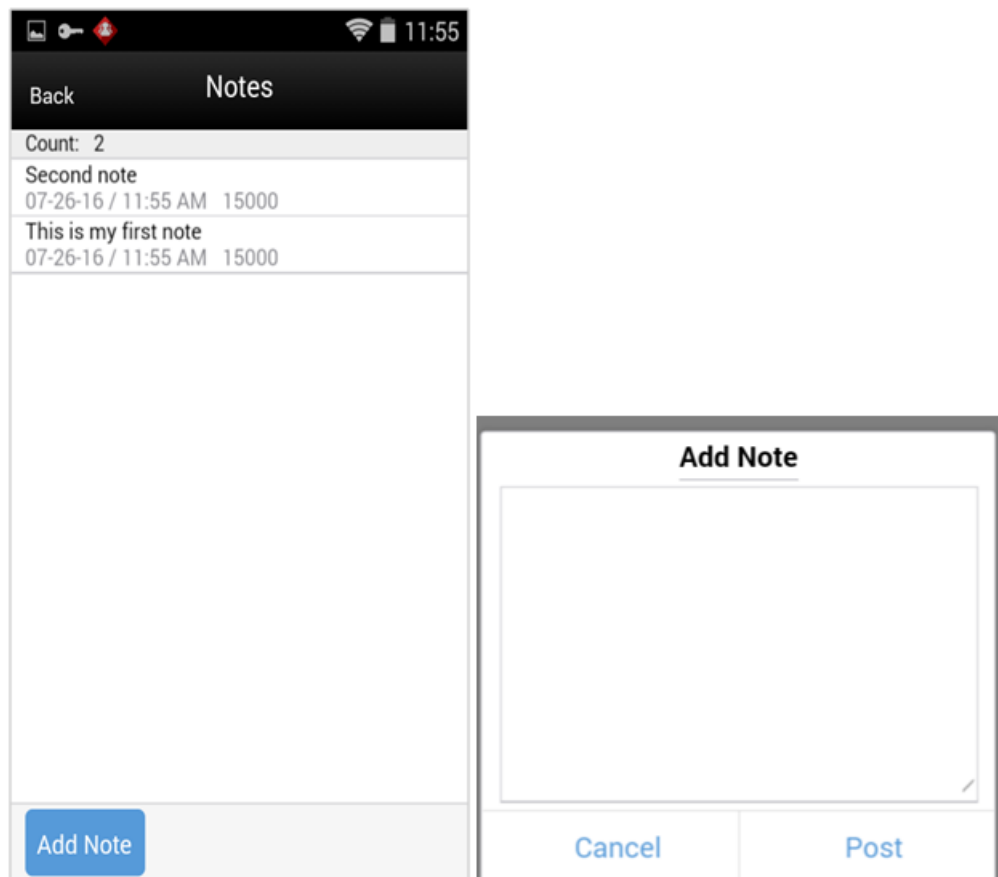 11:55
Back Notes
Count: 2
Second note
07-26-16 / 11:55 AM 15000
This is my first note
07-26-16 / 11:55 AM 15000
Add Note
Add Note
Cancel Post